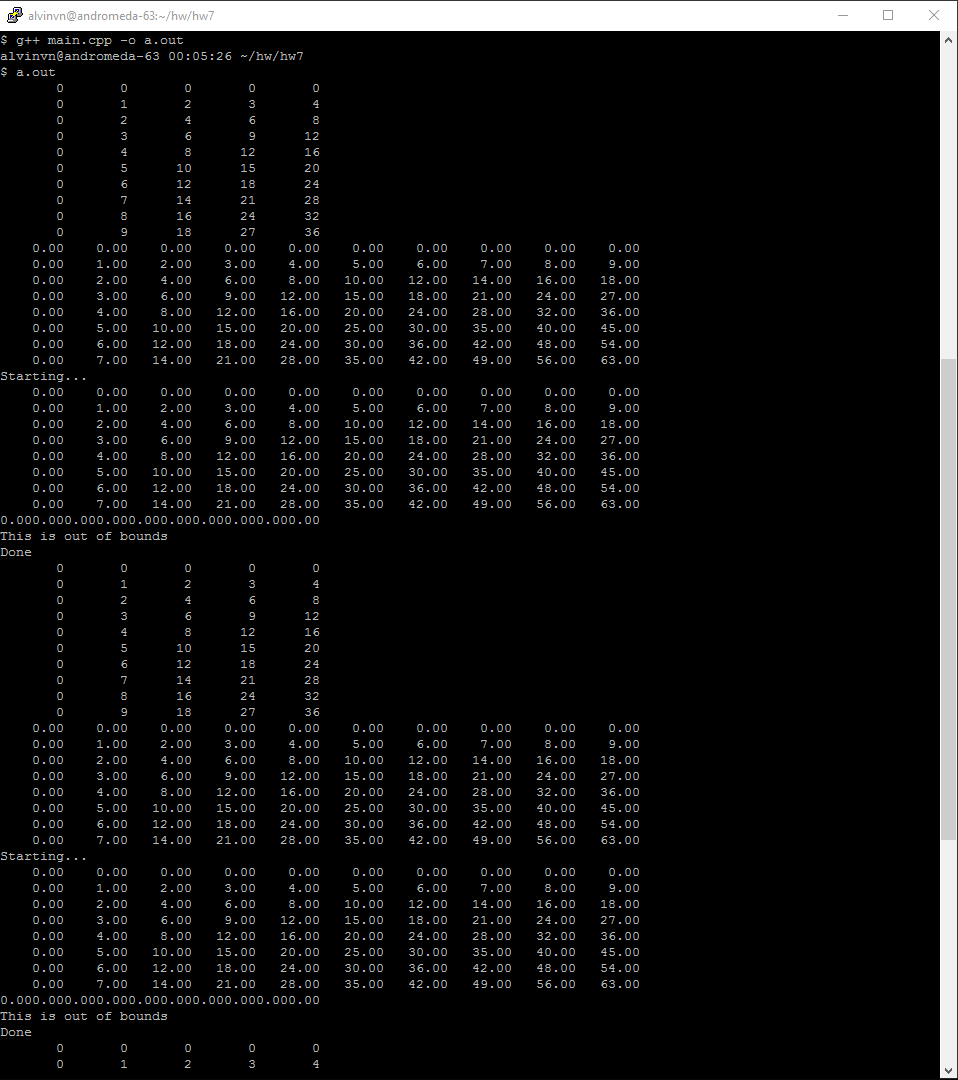 alvinvn@andromeda-63:~/hw/hw7
$ g++ main.cpp -o a.out
alvinvn@andromeda-63 00:05:26 ~/hw/hw7
$ a.out
       0       0       0       0       0
       0       1       2       3       4
       0       2       4       6       8
       0       3       6       9      12
       0       4       8      12      16
       0       5      10      15      20
       0       6      12      18      24
       0       7      14      21      28
       0       8      16      24      32
       0       9      18      27      36
    0.00    0.00    0.00    0.00    0.00    0.00    0.00    0.00    0.00    0.00
    0.00    1.00    2.00    3.00    4.00    5.00    6.00    7.00    8.00    9.00
    0.00    2.00    4.00    6.00    8.00   10.00   12.00   14.00   16.00   18.00
    0.00    3.00    6.00    9.00   12.00   15.00   18.00   21.00   24.00   27.00
    0.00    4.00    8.00   12.00   16.00   20.00   24.00   28.00   32.00   36.00
    0.00    5.00   10.00   15.00   20.00   25.00   30.00   35.00   40.00   45.00
    0.00    6.00   12.00   18.00   24.00   30.00   36.00   42.00   48.00   54.00
    0.00    7.00   14.00   21.00   28.00   35.00   42.00   49.00   56.00   63.00
Starting...
    0.00    0.00    0.00    0.00    0.00    0.00    0.00    0.00    0.00    0.00
    0.00    1.00    2.00    3.00    4.00    5.00    6.00    7.00    8.00    9.00
    0.00    2.00    4.00    6.00    8.00   10.00   12.00   14.00   16.00   18.00
    0.00    3.00    6.00    9.00   12.00   15.00   18.00   21.00   24.00   27.00
    0.00    4.00    8.00   12.00   16.00   20.00   24.00   28.00   32.00   36.00
    0.00    5.00   10.00   15.00   20.00   25.00   30.00   35.00   40.00   45.00
    0.00    6.00   12.00   18.00   24.00   30.00   36.00   42.00   48.00   54.00
    0.00    7.00   14.00   21.00   28.00   35.00   42.00   49.00   56.00   63.00
0.000.000.000.000.000.000.000.000.000.00
This is out of bounds
Done
       0       0       0       0       0
       0       1       2       3       4
       0       2       4       6       8
       0       3       6       9      12
       0       4       8      12      16
       0       5      10      15      20
       0       6      12      18      24
       0       7      14      21      28
       0       8      16      24      32
       0       9      18      27      36
    0.00    0.00    0.00    0.00    0.00    0.00    0.00    0.00    0.00    0.00
    0.00    1.00    2.00    3.00    4.00    5.00    6.00    7.00    8.00    9.00
    0.00    2.00    4.00    6.00    8.00   10.00   12.00   14.00   16.00   18.00
    0.00    3.00    6.00    9.00   12.00   15.00   18.00   21.00   24.00   27.00
    0.00    4.00    8.00   12.00   16.00   20.00   24.00   28.00   32.00   36.00
    0.00    5.00   10.00   15.00   20.00   25.00   30.00   35.00   40.00   45.00
    0.00    6.00   12.00   18.00   24.00   30.00   36.00   42.00   48.00   54.00
    0.00    7.00   14.00   21.00   28.00   35.00   42.00   49.00   56.00   63.00
Starting...
    0.00    0.00    0.00    0.00    0.00    0.00    0.00    0.00    0.00    0.00
    0.00    1.00    2.00    3.00    4.00    5.00    6.00    7.00    8.00    9.00
    0.00    2.00    4.00    6.00    8.00   10.00   12.00   14.00   16.00   18.00
    0.00    3.00    6.00    9.00   12.00   15.00   18.00   21.00   24.00   27.00
    0.00    4.00    8.00   12.00   16.00   20.00   24.00   28.00   32.00   36.00
    0.00    5.00   10.00   15.00   20.00   25.00   30.00   35.00   40.00   45.00
    0.00    6.00   12.00   18.00   24.00   30.00   36.00   42.00   48.00   54.00
    0.00    7.00   14.00   21.00   28.00   35.00   42.00   49.00   56.00   63.00
0.000.000.000.000.000.000.000.000.000.00
This is out of bounds
Done
       0       0       0       0       0
       0       1       2       3       4